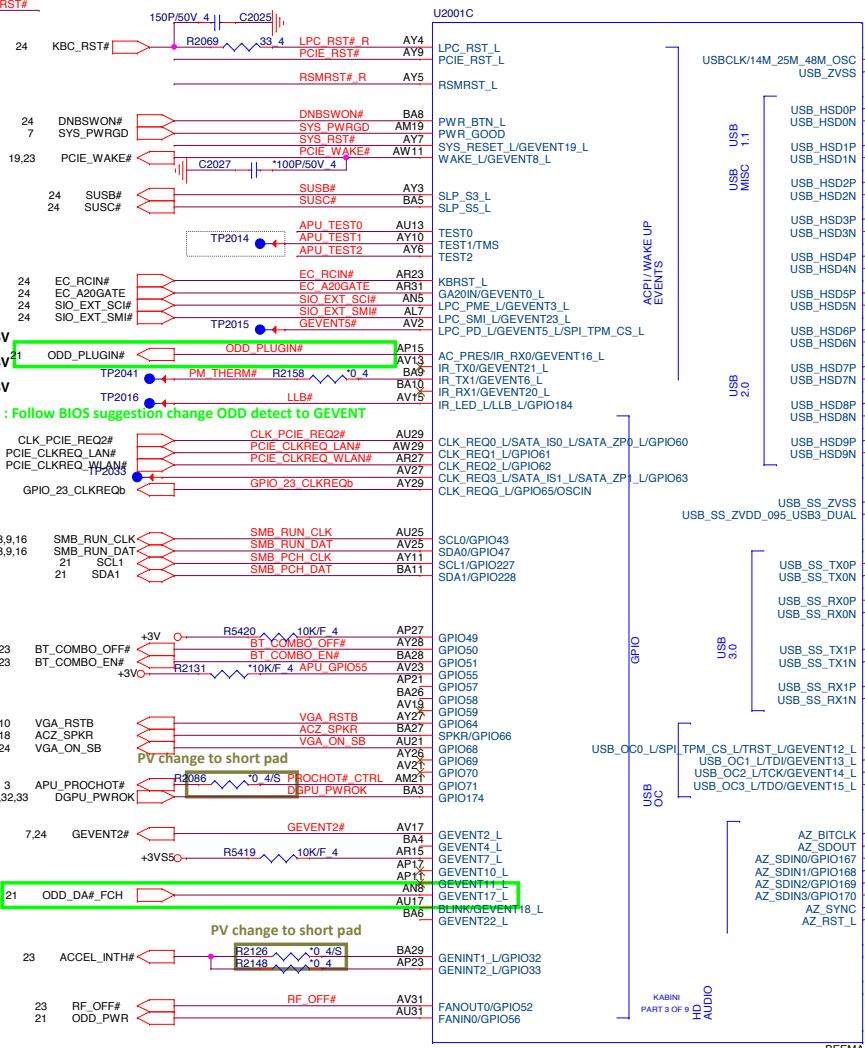 RST#
150P/50V_4 C2025
U2001C
24 KBC_RST# R2069 33_4 LPC_RST#_R AY4 LPC_RST_L
PCIE_RST# AY9 PCIE_RST_L
USBCLK/14M_25M_48M_OSC
USB_ZVSS
RSMRST#_R AY5 RSMRST_L
USB_HSD0P
24 DNBSWON# DNBSWON# BA8 PWR_BTN_L
USB_HSD0N
7 SYS_PWRGD SYS_PWRGD AM19 PWR_GOOD
SYS_RST# AY7 SYS_RESET_L/GEVENT19_L
USB 1.1
USB_HSD1P
19,23 PCIE_WAKE# PCIE_WAKE# AW11 WAKE_L/GEVENT8_L
USB_HSD1N
C2027 *100P/50V_4
USB MISC
USB_HSD2P
24 SUSB# SUSB# AY3 SLP_S3_L
USB_HSD2N
24 SUSC# SUSC# BA5 SLP_S5_L
USB_HSD3P
APU_TEST0 AU13 TEST0
USB_HSD3N
TP2014 APU_TEST1 AY10 TEST1/TMS
APU_TEST2 AY6 TEST2
ACPI / WAKE UP EVENTS
USB_HSD4P
USB_HSD4N
24 EC_RCIN# EC_RCIN# AR23 KBRST_L
24 EC_A20GATE EC_A20GATE AR31 GA20IN/GEVENT0_L
USB_HSD5P
24 SIO_EXT_SCI# SIO_EXT_SCI# AN5 LPC_PME_L/GEVENT3_L
USB_HSD5N
24 SIO_EXT_SMI# SIO_EXT_SMI# AL7 LPC_SMI_L/GEVENT23_L
TP2015 GEVENT5# AV2 LPC_PD_L/GEVENT5_L/SPI_TPM_CS_L
USB_HSD6P
USB_HSD6N
21 ODD_PLUGIN# ODD_PLUGIN# AP15 AC_PRES/IR_RX0/GEVENT16_L
AV13 IR_TX0/GEVENT21_L
USB_HSD7P
TP2041 PM_THERM# R2158 *0_4 BA9 IR_TX1/GEVENT6_L
USB_HSD7N
BA10 IR_RX1/GEVENT20_L
USB 2.0
TP2016 LLB# AV15 IR_LED_L/LLB_L/GPIO184
USB_HSD8P
USB_HSD8N
: Follow BIOS suggestion change ODD detect to GEVENT
CLK_PCIE_REQ2# CLK_PCIE_REQ2# AU29 CLK_REQ0_L/SATA_IS0_L/SATA_ZP0_L/GPIO60
USB_HSD9P
PCIE_CLKREQ_LAN# PCIE_CLKREQ_LAN# AW29 CLK_REQ1_L/GPIO61
USB_HSD9N
PCIE_CLKREQ_WLAN# PCIE_CLKREQ_WLAN# AR27 CLK_REQ2_L/GPIO62
TP2033 AV27 CLK_REQ3_L/SATA_IS1_L/SATA_ZP1_L/GPIO63
GPIO_23_CLKREQb GPIO_23_CLKREQb AY29 CLK_REQG_L/GPIO65/OSCIN
USB_SS_ZVSS
USB_SS_ZVDD_095_USB3_DUAL
3,9,16 SMB_RUN_CLK SMB_RUN_CLK AU25 SCL0/GPIO43
3,9,16 SMB_RUN_DAT SMB_RUN_DAT AV25 SDA0/GPIO47
21 SCL1 SMB_PCH_CLK AY11 SCL1/GPIO227
USB_SS_TX0P
21 SDA1 SMB_PCH_DAT BA11 SDA1/GPIO228
USB_SS_TX0N
USB_SS_RX0P
USB_SS_RX0N
+3V R5420 10K/F_4 AP27 GPIO49
GPIO
USB 3.0
23 BT_COMBO_OFF# BT_COMBO_OFF# AY28 GPIO50
USB_SS_TX1P
23 BT_COMBO_EN# BT_COMBO_EN# BA28 GPIO51
USB_SS_TX1N
+3V R2131 *10K/F_4 APU_GPIO55 AV23 GPIO55
AP21 GPIO57
USB_SS_RX1P
BA26 GPIO58
USB_SS_RX1N
AV19 GPIO59
10 VGA_RSTB VGA_RSTB AY27 GPIO64
18 ACZ_SPKR ACZ_SPKR BA27 SPKR/GPIO66
24 VGA_ON_SB VGA_ON_SB AU21 GPIO68
USB_OC0_L/SPI_TPM_CS_L/TRST_L/GEVENT12_L
PV change to short pad
AY26 GPIO69
USB_OC1_L/TDI/GEVENT13_L
AV21 GPIO70
USB_OC2_L/TCK/GEVENT14_L
3 APU_PROCHOT# R2086 *0_4/S PROCHOT#_CTRL AM21 GPIO71
USB_OC3_L/TDO/GEVENT15_L
USB OC
,32,33 DGPU_PWROK DGPU_PWROK BA3 GPIO174
7,24 GEVENT2# GEVENT2# AV17 GEVENT2_L
AZ_BITCLK
BA4 GEVENT4_L
AZ_SDOUT
+3VS5 R5419 10K/F_4 AR15 GEVENT7_L
AZ_SDIN0/GPIO167
AP17 GEVENT10_L
AZ_SDIN1/GPIO168
AP11 GEVENT11_L
AZ_SDIN2/GPIO169
21 ODD_DA#_FCH AN8 GEVENT17_L
AZ_SDIN3/GPIO170
AU17 BLINK/GEVENT18_L
AZ_SYNC
BA6 GEVENT22_L
AZ_RST_L
PV change to short pad
23 ACCEL_INTH# R2126 *0_4/S BA29 GENINT1_L/GPIO32
R2148 *0_4 AP23 GENINT2_L/GPIO33
23 RF_OFF# RF_OFF# AV31 FANOUT0/GPIO52
21 ODD_PWR AU31 FANIN0/GPIO56
KABINI
PART 3 OF 9
HD AUDIO